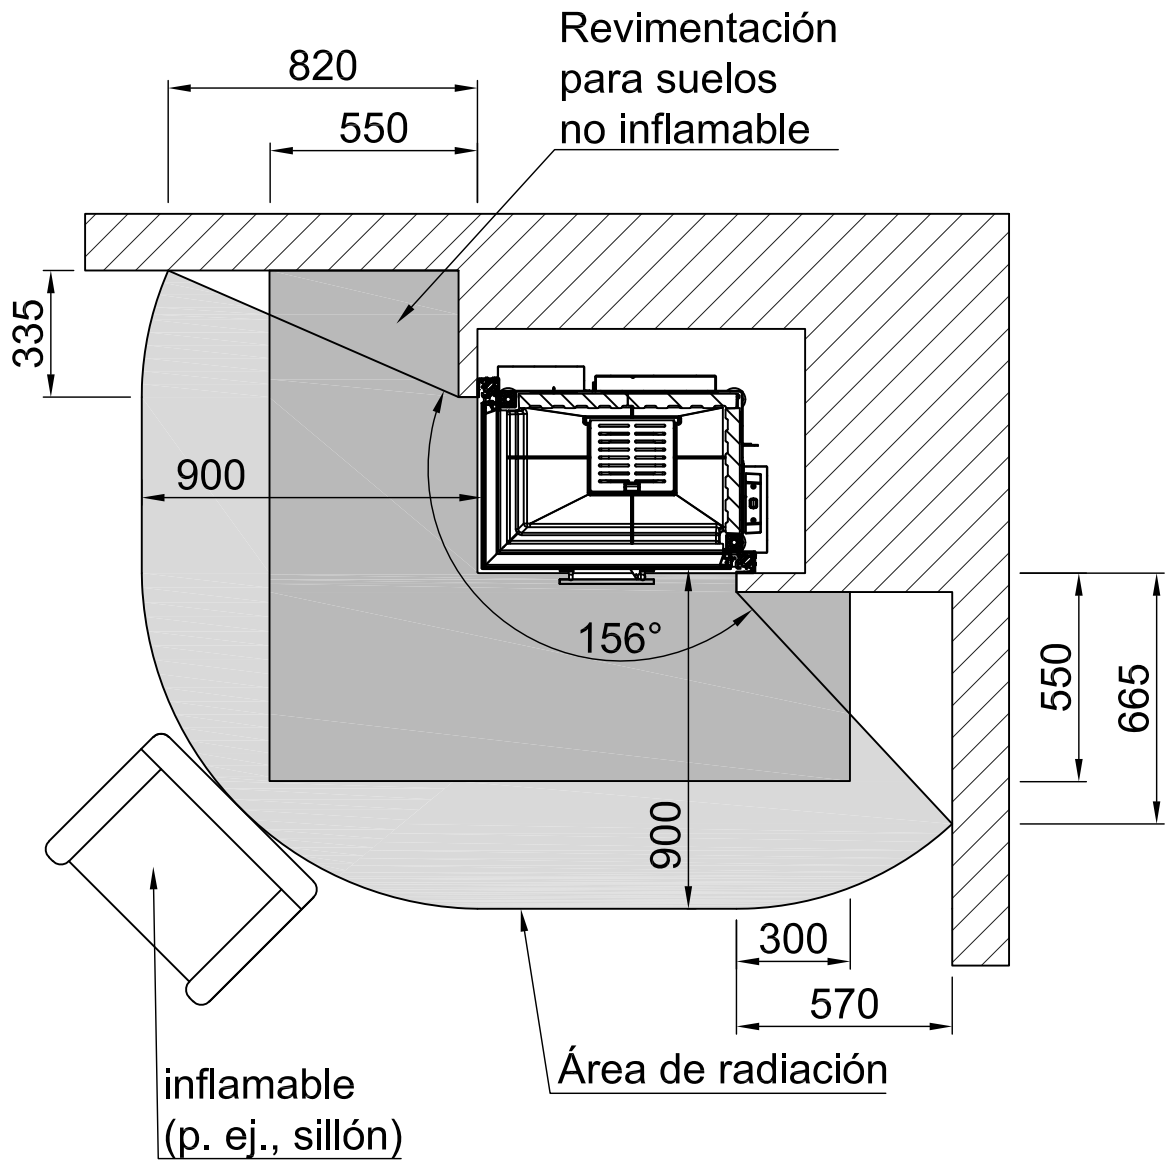 Revimentación
para suelos
no inflamable
820
550
335
900
156°
550
665
900
300
570
Área de radiación
inflamable
(p. ej., sillón)